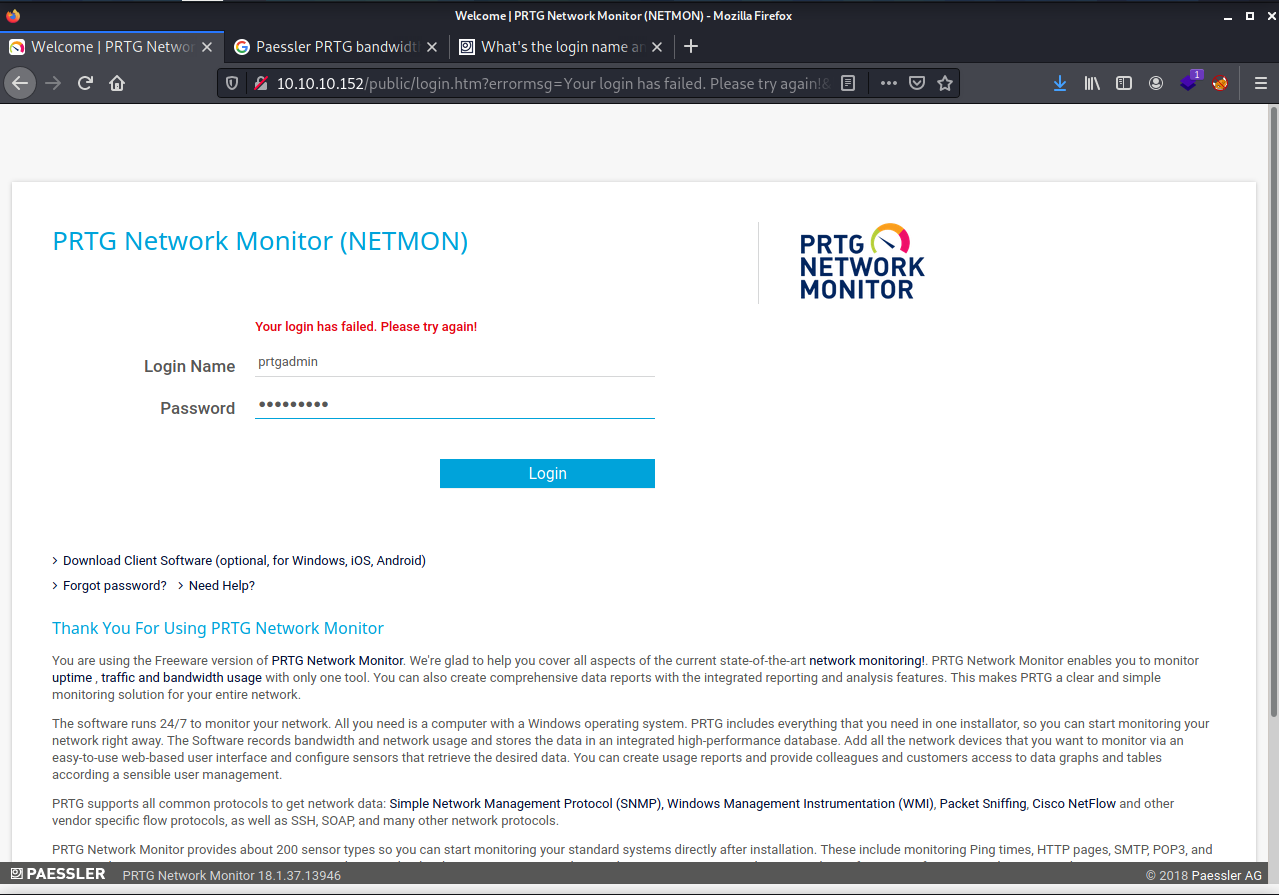 Welcome | PRTG Network Monitor (NETMON) - Mozilla Firefox
Welcome | PRTG Networ
Paessler PRTG bandwidt
What's the login name an
10.10.10.152/public/login.htm?errormsg=Your login has failed. Please try again!&
1
PRTG Network Monitor (NETMON)
PRTG
NETWORK
MONITOR
Your login has failed. Please try again!
Login Name
prtgadmin
Password
•••••••••
Login
Download Client Software (optional, for Windows, iOS, Android)
Forgot password? Need Help?
Thank You For Using PRTG Network Monitor
You are using the Freeware version of PRTG Network Monitor. We're glad to help you cover all aspects of the current state-of-the-art network monitoring!. PRTG Network Monitor enables you to monitor
uptime , traffic and bandwidth usage with only one tool. You can also create comprehensive data reports with the integrated reporting and analysis features. This makes PRTG a clear and simple
monitoring solution for your entire network.
The software runs 24/7 to monitor your network. All you need is a computer with a Windows operating system. PRTG includes everything that you need in one installator, so you can start monitoring your
network right away. The Software records bandwidth and network usage and stores the data in an integrated high-performance database. Add all the network devices that you want to monitor via an
easy-to-use web-based user interface and configure sensors that retrieve the desired data. You can create usage reports and provide colleagues and customers access to data graphs and tables
according a sensible user management.
PRTG supports all common protocols to get network data: Simple Network Management Protocol (SNMP), Windows Management Instrumentation (WMI), Packet Sniffing, Cisco NetFlow and other
vendor specific flow protocols, as well as SSH, SOAP, and many other network protocols.
PRTG Network Monitor provides about 200 sensor types so you can start monitoring your standard systems directly after installation. These include monitoring Ping times, HTTP pages, SMTP, POP3, and
PAESSLER PRTG Network Monitor 18.1.37.13946 © 2018 Paessler AG